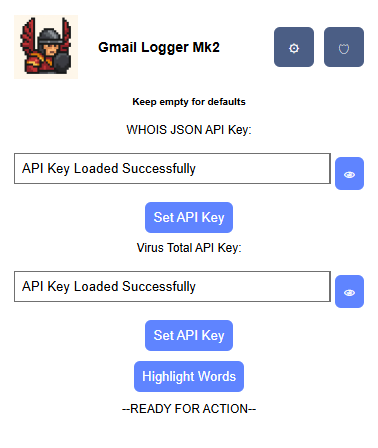 Gmail Logger Mk2
Keep empty for defaults
WHOIS JSON API Key:
API Key Loaded Successfully
Set API Key
Virus Total API Key:
API Key Loaded Successfully
Set API Key
Highlight Words
--READY FOR ACTION--